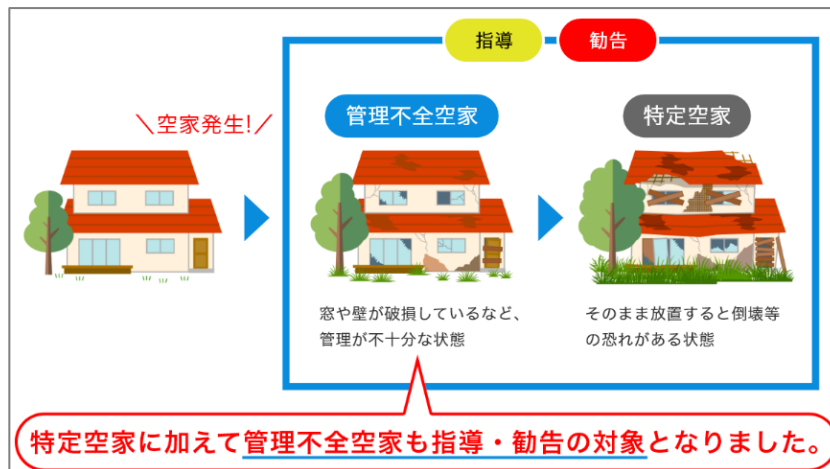 指導
勧告
\空家発生!/
管理不全空家
特定空家
窓や壁が破損しているなど、
管理が不十分な状態
そのまま放置すると倒壊等
の恐れがある状態
特定空家に加えて管理不全空家も指導・勧告の対象となりました。